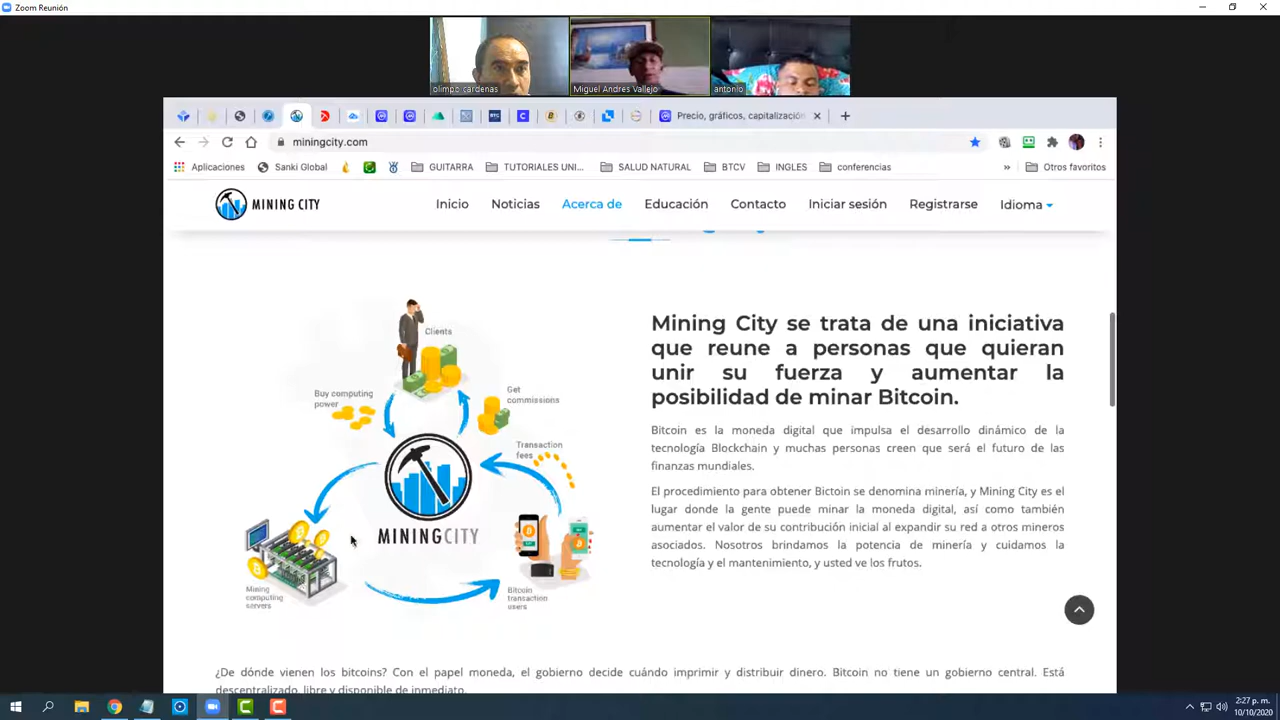 Zoom Reunión
olimpo cardenas
Miguel Andres Vallejo
antonio
Precio, gráficos, capitalización
miningcity.com
Aplicaciones
Sanki Global
GUITARRA
TUTORIALES UNI...
SALUD NATURAL
BTCV
INGLES
conferencias
»
Otros favoritos
MINING CITY
Inicio
Noticias
Acerca de
Educación
Contacto
Iniciar sesión
Registrarse
Idioma
Clients
Buy computing
power
Get
commissions
Transaction
fees
MININGCITY
Mining
computing
servers
Bitcoin
transaction
users
Mining City se trata de una iniciativa
que reune a personas que quieran
unir su fuerza y aumentar la
posibilidad de minar Bitcoin.
Bitcoin es la moneda digital que impulsa el desarrollo dinámico de la
tecnología Blockchain y muchas personas creen que será el futuro de las
finanzas mundiales.
El procedimiento para obtener Bictoin se denomina minería, y Mining City es el
lugar donde la gente puede minar la moneda digital, así como también
aumentar el valor de su contribución inicial al expandir su red a otros mineros
asociados. Nosotros brindamos la potencia de minería y cuidamos la
tecnología y el mantenimiento, y usted ve los frutos.
¿De dónde vienen los bitcoins? Con el papel moneda, el gobierno decide cuándo imprimir y distribuir dinero. Bitcoin no tiene un gobierno central. Está
descentralizado, libre y disponible de inmediato.
2:27 p. m.
10/10/2020